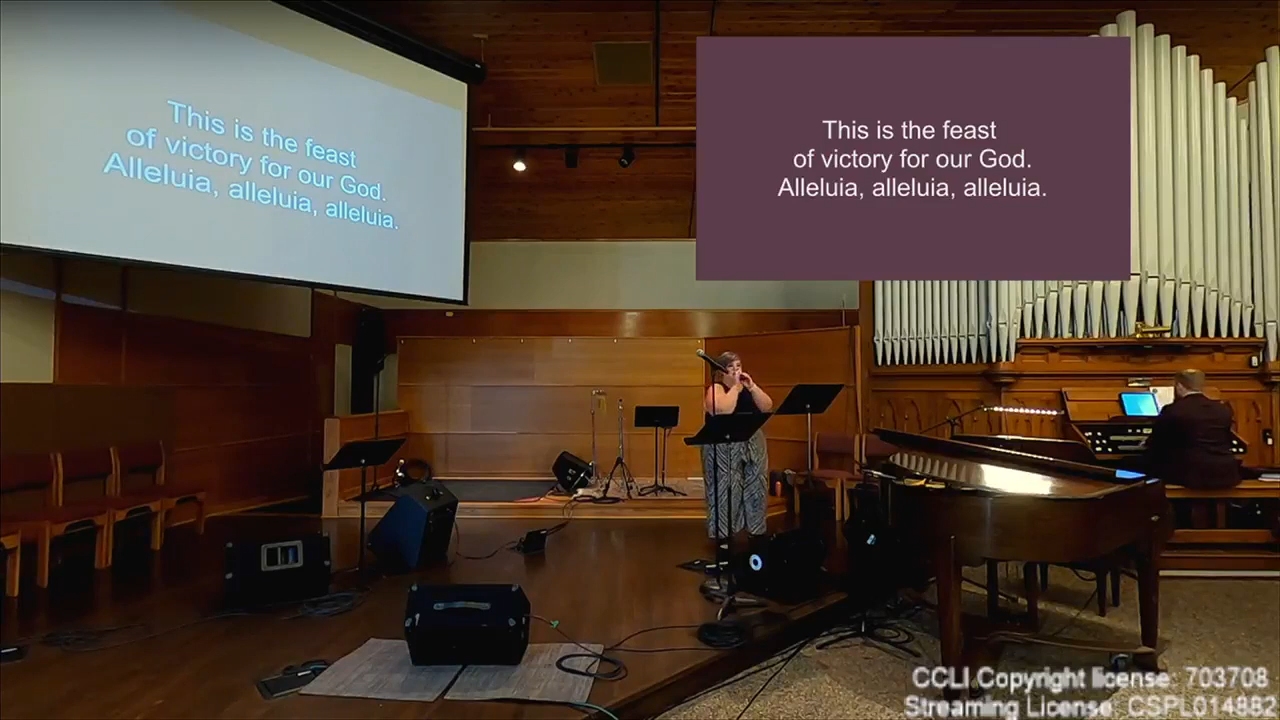 This is the feast
of victory for our God.
Alleluia, alleluia, alleluia.
This is the feast
of victory for our God.
Alleluia, alleluia, alleluia.
CCLI Copyright license: 703708
Streaming License: CSPL014882